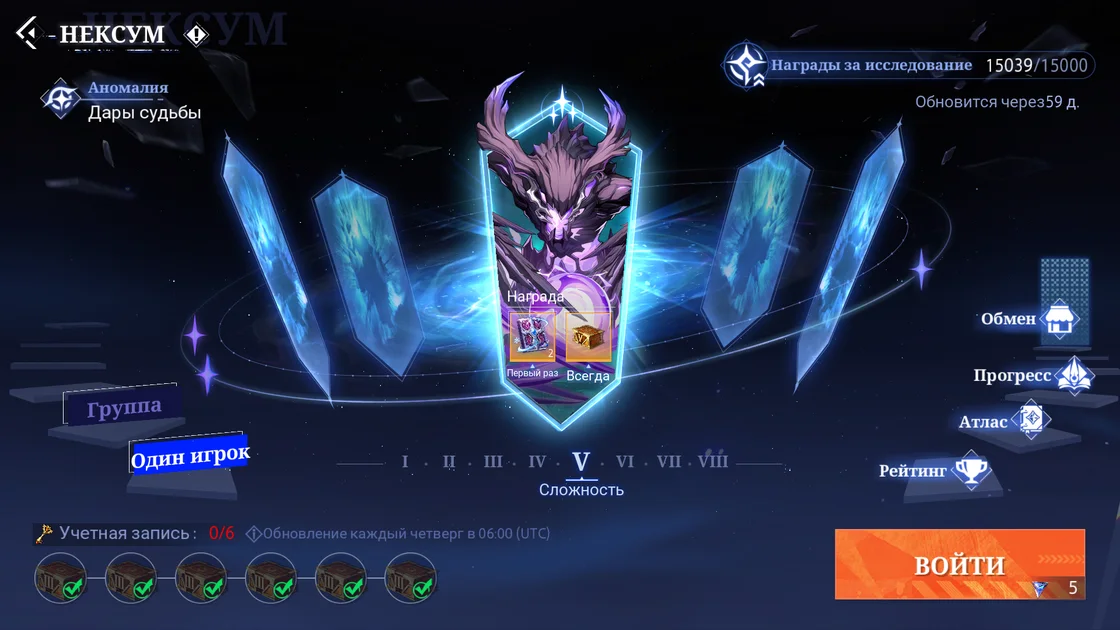 НЕКСУМ
Аномалия
Дары судьбы
Награды за исследование 15039/15000
Обновится через59 д.
Награда
2
Первый раз
Всегда
Обмен
Прогресс
Атлас
Рейтинг
Группа
Один игрок
I II III IV V VI VII VIII
Сложность
Учетная запись: 0/6 Обновление каждый четверг в 06:00 (UTC)
ВОЙТИ
5